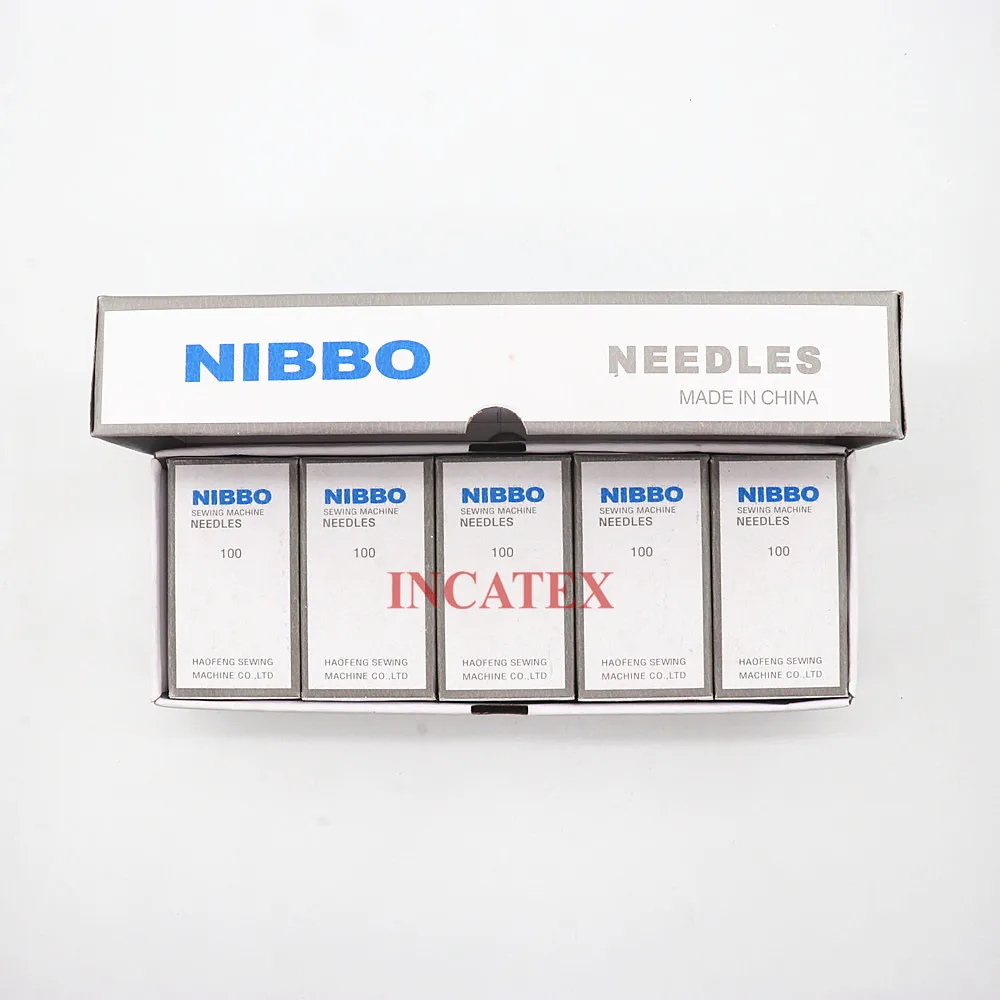 NIBBO
NEEDLES
MADE IN CHINA
NIBBO
SEWING MACHINE
NEEDLES
100
HAOFENG SEWING
MACHINE CO.,LTD
NIBBO
SEWING MACHINE
NEEDLES
100
HAOFENG SEWING
MACHINE CO.,LTD
NIBBO
SEWING MACHINE
NEEDLES
100
HAOFENG SEWING
MACHINE CO.,LTD
NIBBO
SEWING MACHINE
NEEDLES
100
HAOFENG SEWING
MACHINE CO.,LTD
NIBBO
SEWING MACHINE
NEEDLES
100
HAOFENG SEWING
MACHINE CO.,LTD
INCATEX